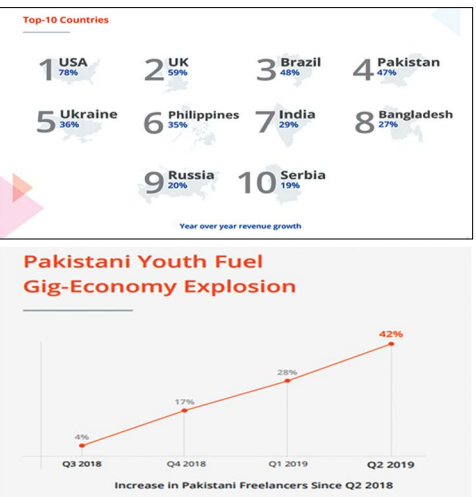 Top-10 Countries
1 USA 78%
2 UK 59%
3 Brazil 48%
4 Pakistan 47%
5 Ukraine 36%
6 Philippines 35%
7 India 29%
8 Bangladesh 27%
9 Russia 20%
10 Serbia 19%
Year over year revenue growth
Pakistani Youth Fuel
Gig-Economy Explosion
42%
28%
17%
4%
Q3 2018 Q4 2018 Q1 2019 Q2 2019
Increase in Pakistani Freelancers Since Q2 2018